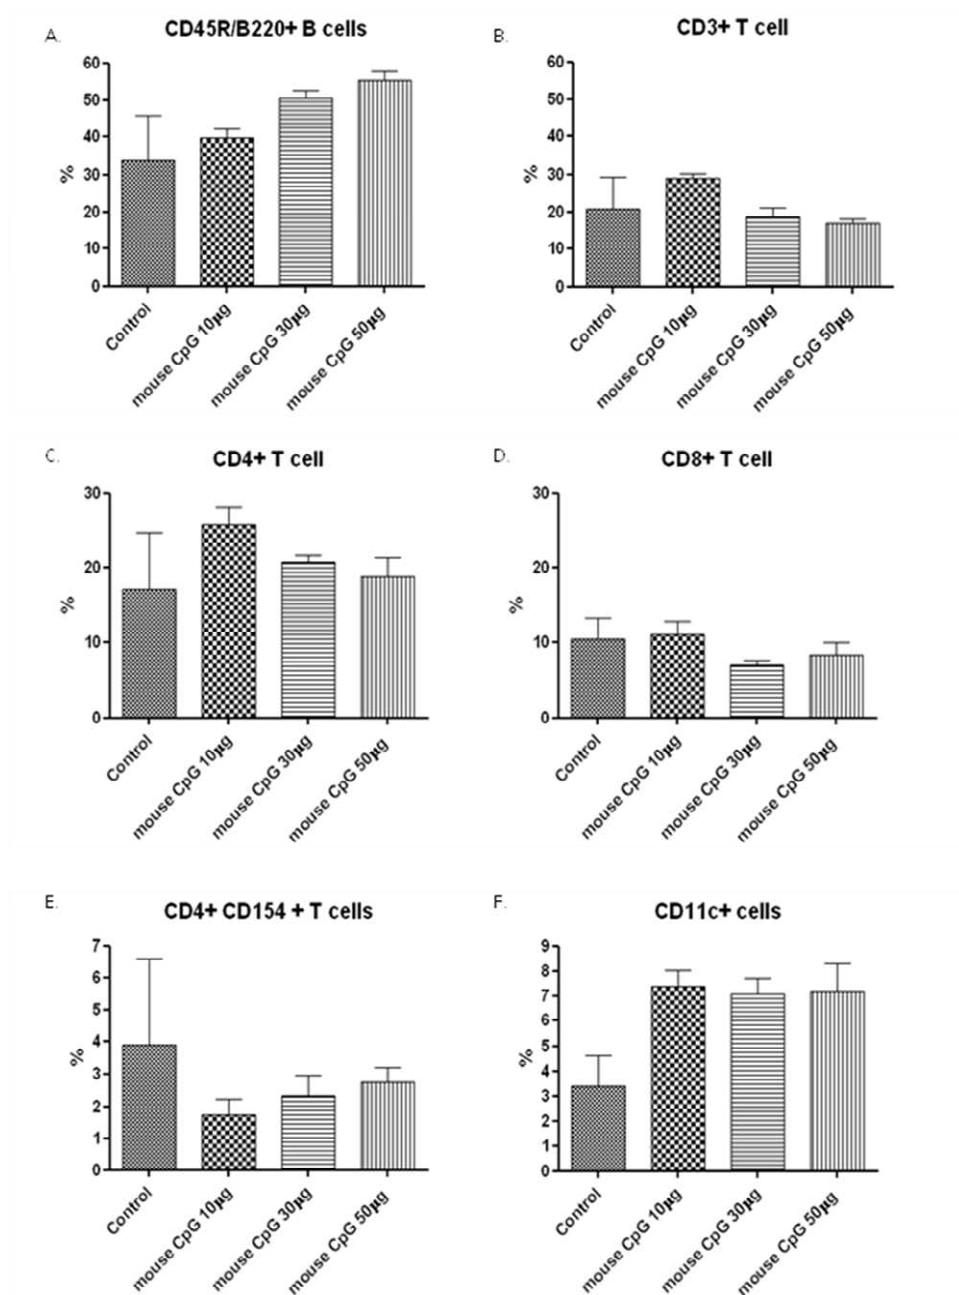 A.
CD45R/B220+ B cells
60
50
40
30
20
10
0
%
Control
mouse CpG 10µg
mouse CpG 30µg
mouse CpG 50µg
B.
CD3+ T cell
60
50
40
30
20
10
0
%
Control
mouse CpG 10µg
mouse CpG 30µg
mouse CpG 50µg
C.
CD4+ T cell
30
20
10
0
%
Control
mouse CpG 10µg
mouse CpG 30µg
mouse CpG 50µg
D.
CD8+ T cell
30
20
10
0
%
Control
mouse CpG 10µg
mouse CpG 30µg
mouse CpG 50µg
E.
CD4+ CD154 + T cells
7
6
5
4
3
2
1
0
%
Control
mouse CpG 10µg
mouse CpG 30µg
mouse CpG 50µg
F.
CD11c+ cells
9
8
7
6
5
4
3
2
1
0
%
Control
mouse CpG 10µg
mouse CpG 30µg
mouse CpG 50µg